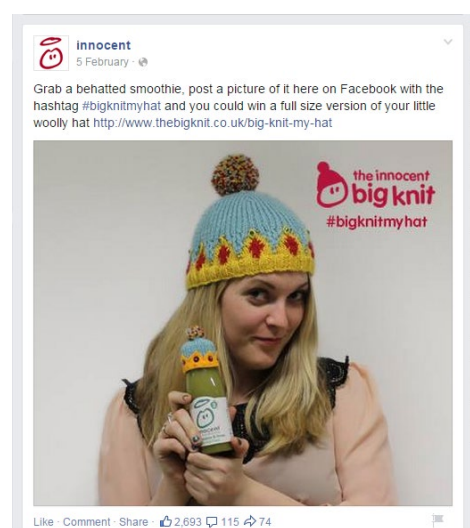 innocent
5 February
Grab a behatted smoothie, post a picture of it here on Facebook with the
hashtag #bigknitmyhat and you could win a full size version of your little
woolly hat http://www.thebigknit.co.uk/big-knit-my-hat
the innocent
big knit
#bigknitmyhat
innocent
Like · Comment · Share · 2,693 115 74